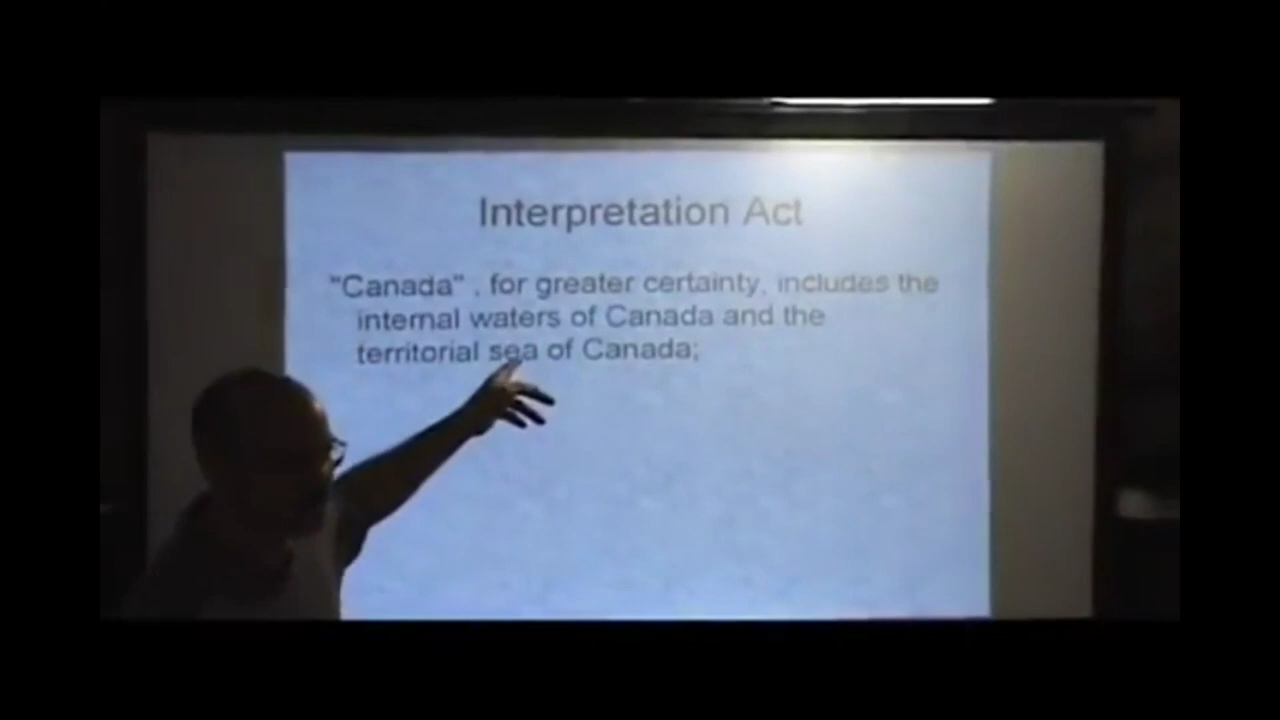 Interpretation Act
"Canada" , for greater certainty, includes the
internal waters of Canada and the
territorial sea of Canada;